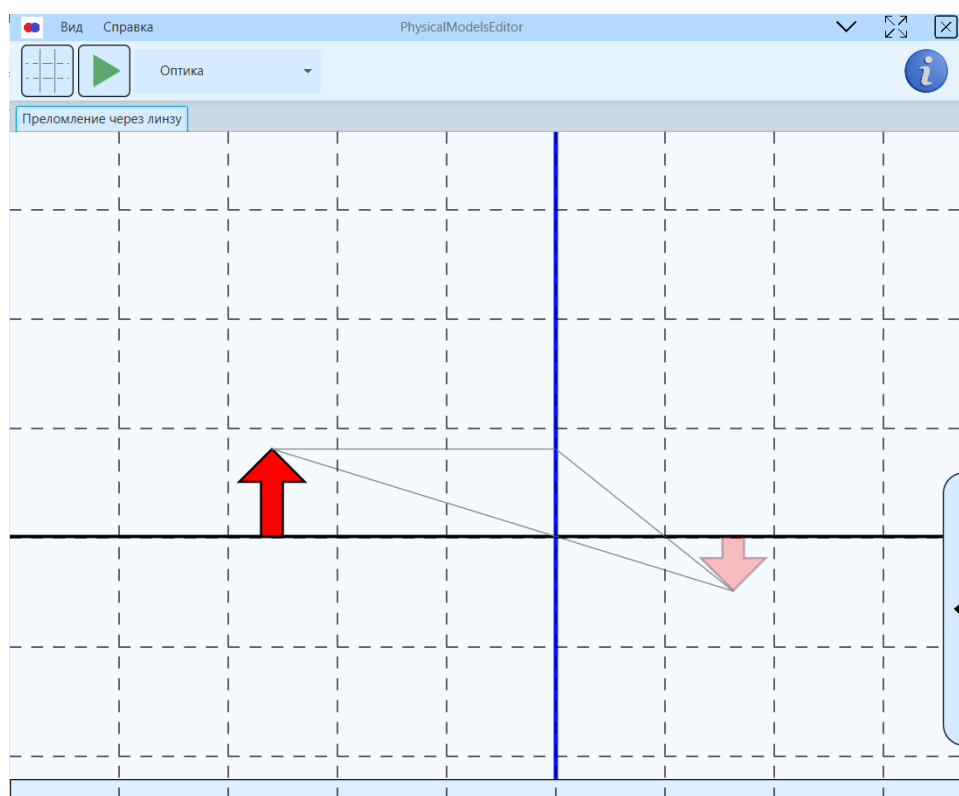 Вид Справка PhysicalModelsEditor
Оптика
i
Преломление через линзу